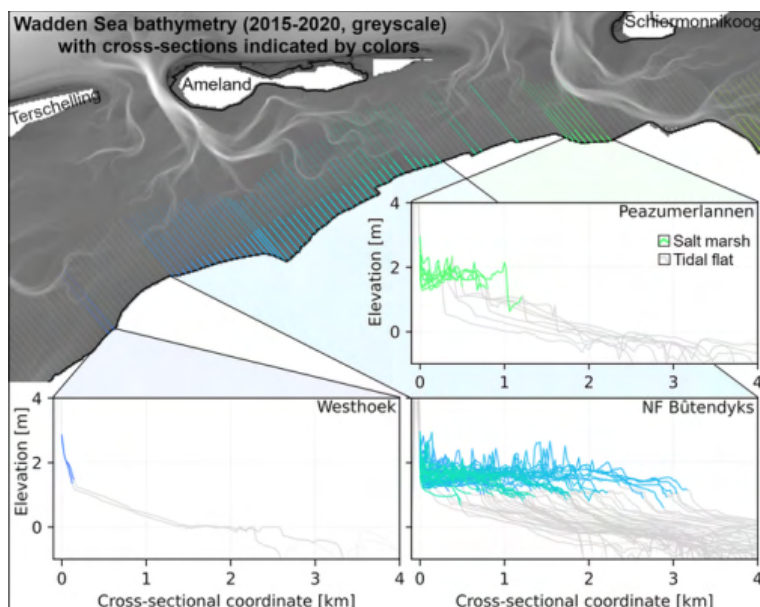 Wadden Sea bathymetry (2015-2020, greyscale)
with cross-sections indicated by colors
Schiermonnikoog
Ameland
Terschelling
Peazumerlannen
Salt marsh
Tidal flat
Elevation [m]
4
2
0
0 1 2 3 4
Westhoek
Elevation [m]
4
2
0
0 1 2 3 4
Cross-sectional coordinate [km]
NF Bûtendyks
0 1 2 3 4
Cross-sectional coordinate [km]